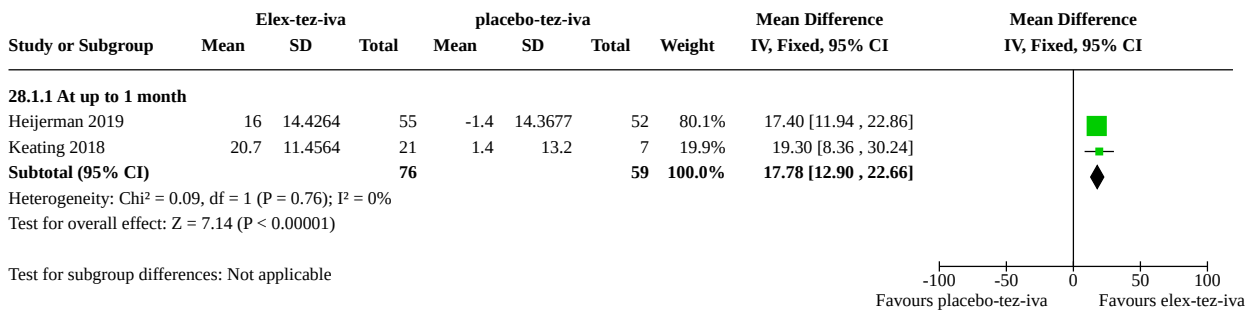 Elex-tez-iva placebo-tez-iva Mean Difference Mean Difference
Study or Subgroup Mean SD Total Mean SD Total Weight IV, Fixed, 95% CI IV, Fixed, 95% CI
28.1.1 At up to 1 month
Heijerman 2019 16 14.4264 55 -1.4 14.3677 52 80.1% 17.40 [11.94 , 22.86]
Keating 2018 20.7 11.4564 21 1.4 13.2 7 19.9% 19.30 [8.36 , 30.24]
Subtotal (95% CI) 76 59 100.0% 17.78 [12.90 , 22.66]
Heterogeneity: Chi² = 0.09, df = 1 (P = 0.76); I² = 0%
Test for overall effect: Z = 7.14 (P < 0.00001)
Test for subgroup differences: Not applicable
-100 -50 0 50 100
Favours placebo-tez-iva Favours elex-tez-iva